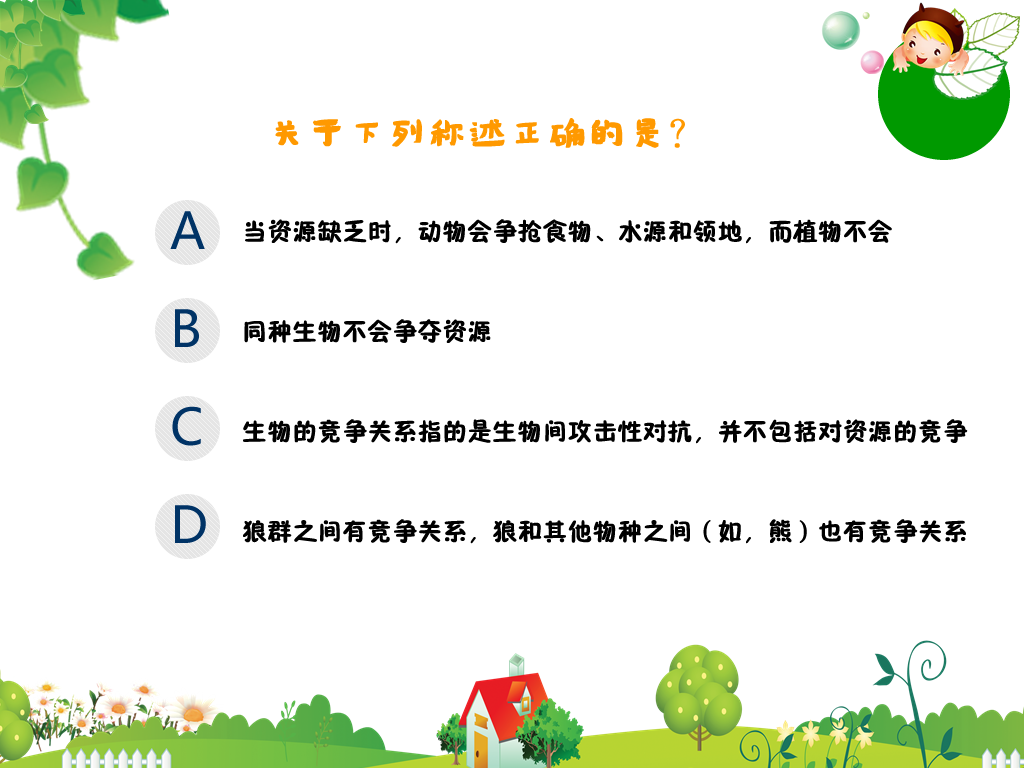 关于下列称述正确的是？
A 当资源缺乏时，动物会争抢食物、水源和领地，而植物不会
B 同种生物不会争夺资源
C 生物的竞争关系指的是生物间攻击性对抗，并不包括对资源的竞争
D 狼群之间有竞争关系，狼和其他物种之间（如，熊）也有竞争关系